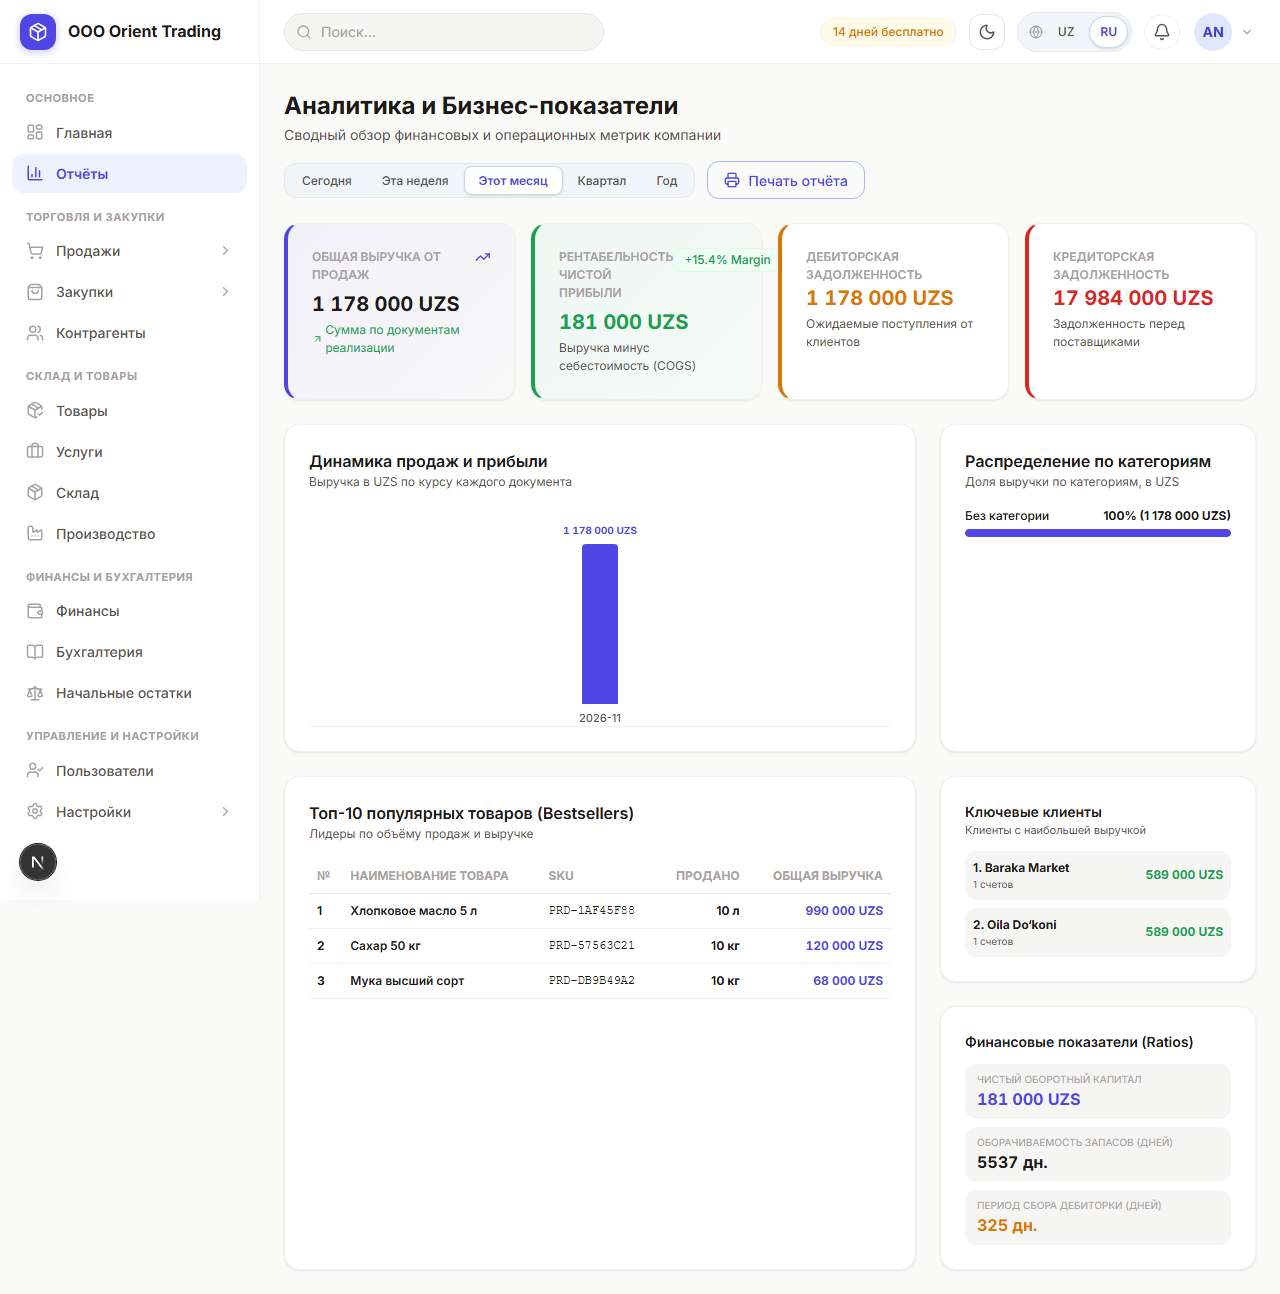 ООО Orient Trading
Поиск...
14 дней бесплатно
UZ
RU
AN
ОСНОВНОЕ
Главная
Отчёты
ТОРГОВЛЯ И ЗАКУПКИ
Продажи
Закупки
Контрагенты
СКЛАД И ТОВАРЫ
Товары
Услуги
Склад
Производство
ФИНАНСЫ И БУХГАЛТЕРИЯ
Финансы
Бухгалтерия
Начальные остатки
УПРАВЛЕНИЕ И НАСТРОЙКИ
Пользователи
Настройки
N
Аналитика и Бизнес-показатели
Сводный обзор финансовых и операционных метрик компании
Сегодня
Эта неделя
Этот месяц
Квартал
Год
Печать отчёта
ОБЩАЯ ВЫРУЧКА ОТ
ПРОДАЖ
1 178 000 UZS
Сумма по документам
реализации
РЕНТАБЕЛЬНОСТЬ
ЧИСТОЙ
ПРИБЫЛИ
+15.4% Margin
181 000 UZS
Выручка минус
себестоимость (COGS)
ДЕБИТОРСКАЯ
ЗАДОЛЖЕННОСТЬ
1 178 000 UZS
Ожидаемые поступления от
клиентов
КРЕДИТОРСКАЯ
ЗАДОЛЖЕННОСТЬ
17 984 000 UZS
Задолженность перед
поставщиками
Динамика продаж и прибыли
Выручка в UZS по курсу каждого документа
1 178 000 UZS
2026-11
Распределение по категориям
Доля выручки по категориям, в UZS
Без категории
100% (1 178 000 UZS)
Топ-10 популярных товаров (Bestsellers)
Лидеры по объёму продаж и выручке
№ НАИМЕНОВАНИЕ ТОВАРА SKU ПРОДАНО ОБЩАЯ ВЫРУЧКА
1 Хлопковое масло 5 л PRD-1AF45F88 10 л 990 000 UZS
2 Сахар 50 кг PRD-57563C21 10 кг 120 000 UZS
3 Мука высший сорт PRD-DB9B49A2 10 кг 68 000 UZS
Ключевые клиенты
Клиенты с наибольшей выручкой
1. Baraka Market
1 счетов
589 000 UZS
2. Oila Do‘koni
1 счетов
589 000 UZS
Финансовые показатели (Ratios)
ЧИСТЫЙ ОБОРОТНЫЙ КАПИТАЛ
181 000 UZS
ОБОРАЧИВАЕМОСТЬ ЗАПАСОВ (ДНЕЙ)
5537 дн.
ПЕРИОД СБОРА ДЕБИТОРКИ (ДНЕЙ)
325 дн.